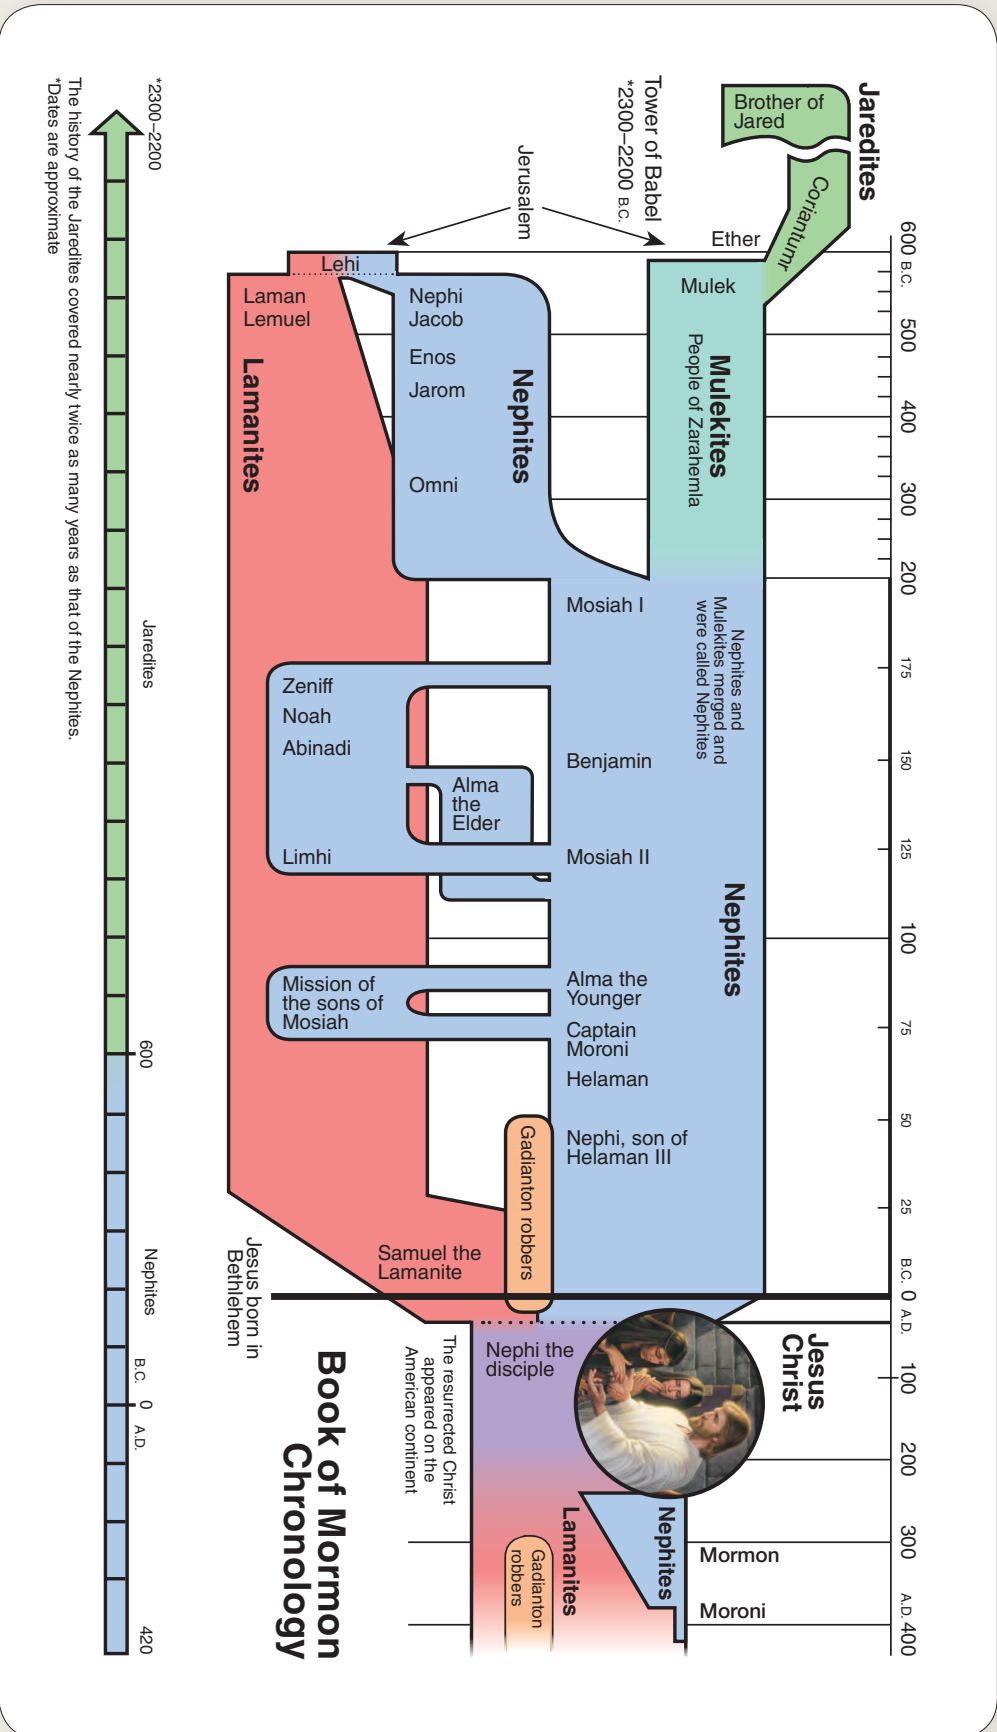 Book of Mormon
Chronology
Jaredites
Brother of
Jared
Coriantumr
Tower of Babel
*2300–2200 B.C.
Ether
Jerusalem
600 B.C.
500
400
300
200
175
150
125
100
75
50
25
B.C. 0 A.D.
100
200
300
A.D. 400
Mulek
Mulekites
People of Zarahemla
Lehi
Laman
Lemuel
Lamanites
Nephi
Jacob
Enos
Jarom
Omni
Nephites
Mosiah I
Nephites and
Mulekites merged and
were called Nephites
Zeniff
Noah
Abinadi
Limhi
Alma
the
Elder
Benjamin
Mosiah II
Nephites
Mission of
the sons of
Mosiah
Alma the
Younger
Captain
Moroni
Helaman
Nephi, son of
Helaman III
Gadianton robbers
Samuel the
Lamanite
Jesus born in
Bethlehem
Jesus
Christ
Nephi the
disciple
The resurrected Christ
appeared on the
American continent
Nephites
Lamanites
Gadianton
robbers
Mormon
Moroni
*2300–2200
Jaredites
600
Nephites
B.C. 0 A.D.
420
The history of the Jaredites covered nearly twice as many years as that of the Nephites.
*Dates are approximate